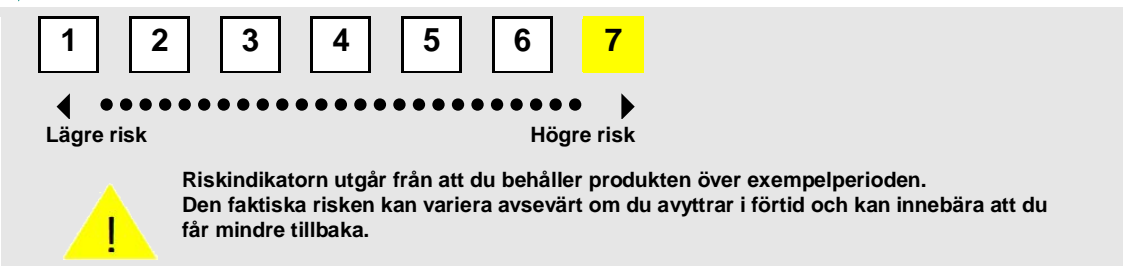 1 2 3 4 5 6 7
Lägre risk Högre risk
Riskindikatorn utgår från att du behåller produkten över exempelperioden.
Den faktiska risken kan variera avsevärt om du avyttrar i förtid och kan innebära att du
får mindre tillbaka.
!